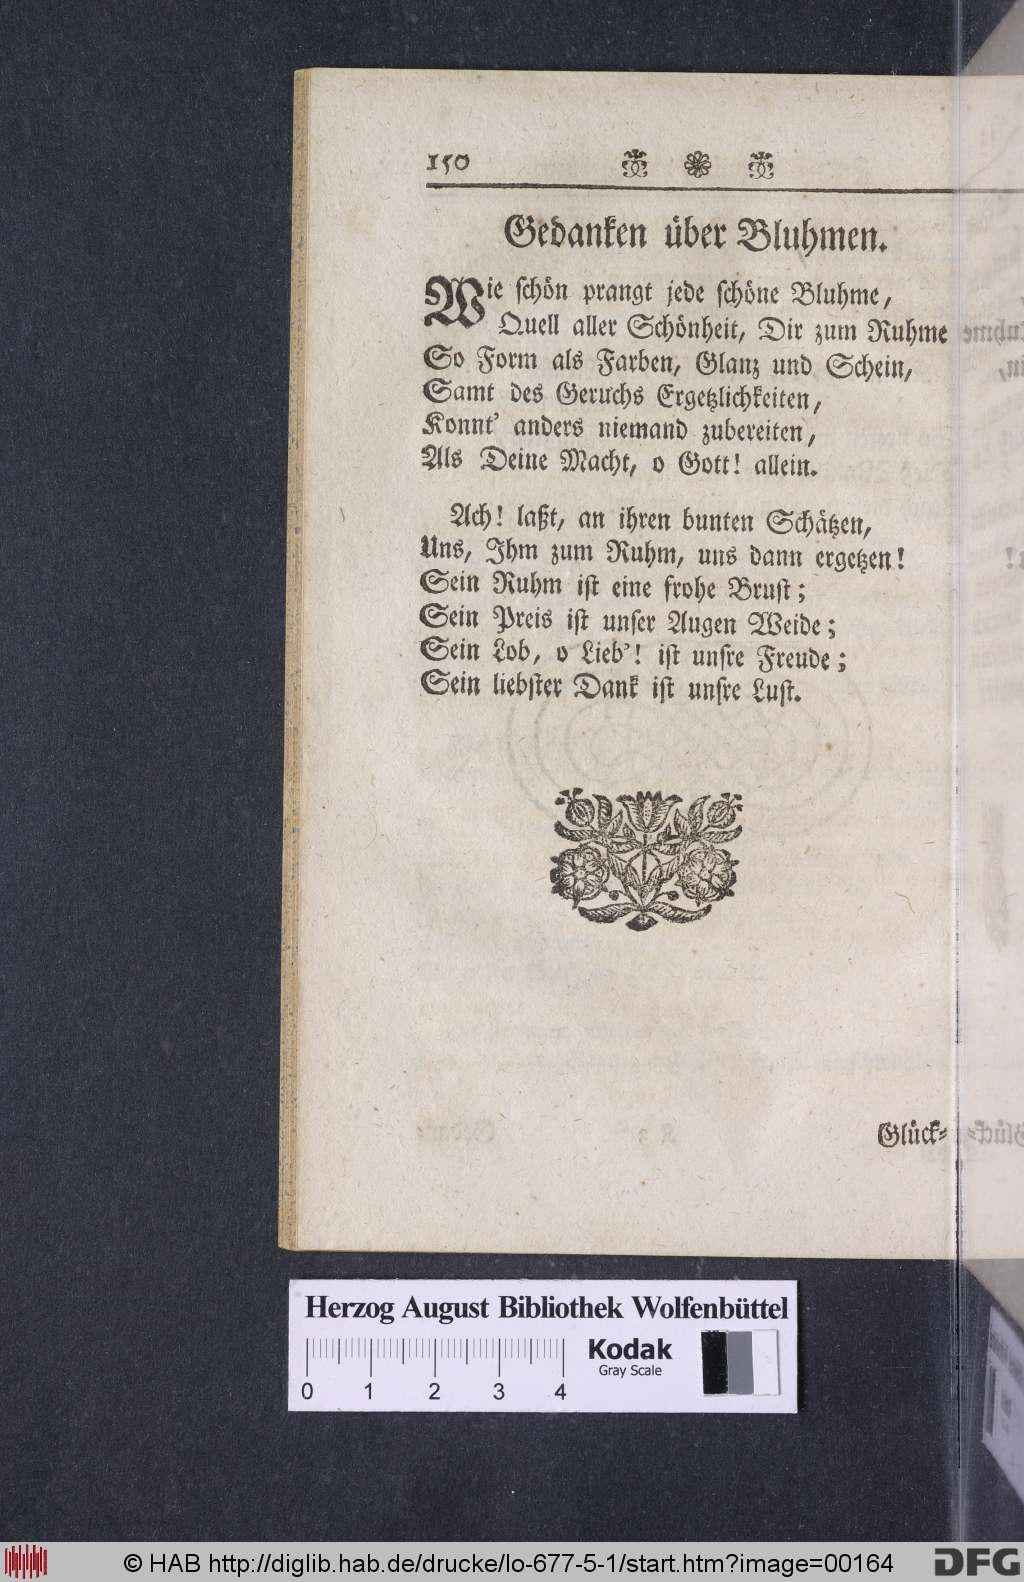 150
Gedanken über Bluhmen.
Wie schön prangt jede schöne Bluhme,
Quell aller Schönheit, Dir zum Ruhme
So Form als Farben, Glanz und Schein,
Samt des Geruchs Ergetzlichkeiten,
Konnt' anders niemand zubereiten,
Als Deine Macht, o Gott! allein.
Ach! laßt, an ihren bunten Schätzen,
Uns, Ihm zum Ruhm, uns dann ergetzen!
Sein Ruhm ist eine frohe Brust;
Sein Preis ist unser Augen Weide;
Sein Lob, o Lieb'! ist unsre Freude;
Sein liebster Dank ist unsre Lust.
Glück-
Herzog August Bibliothek Wolfenbüttel
Kodak
Gray Scale
0 1 2 3 4
© HAB http://diglib.hab.de/drucke/lo-677-5-1/start.htm?image=00164
DFG